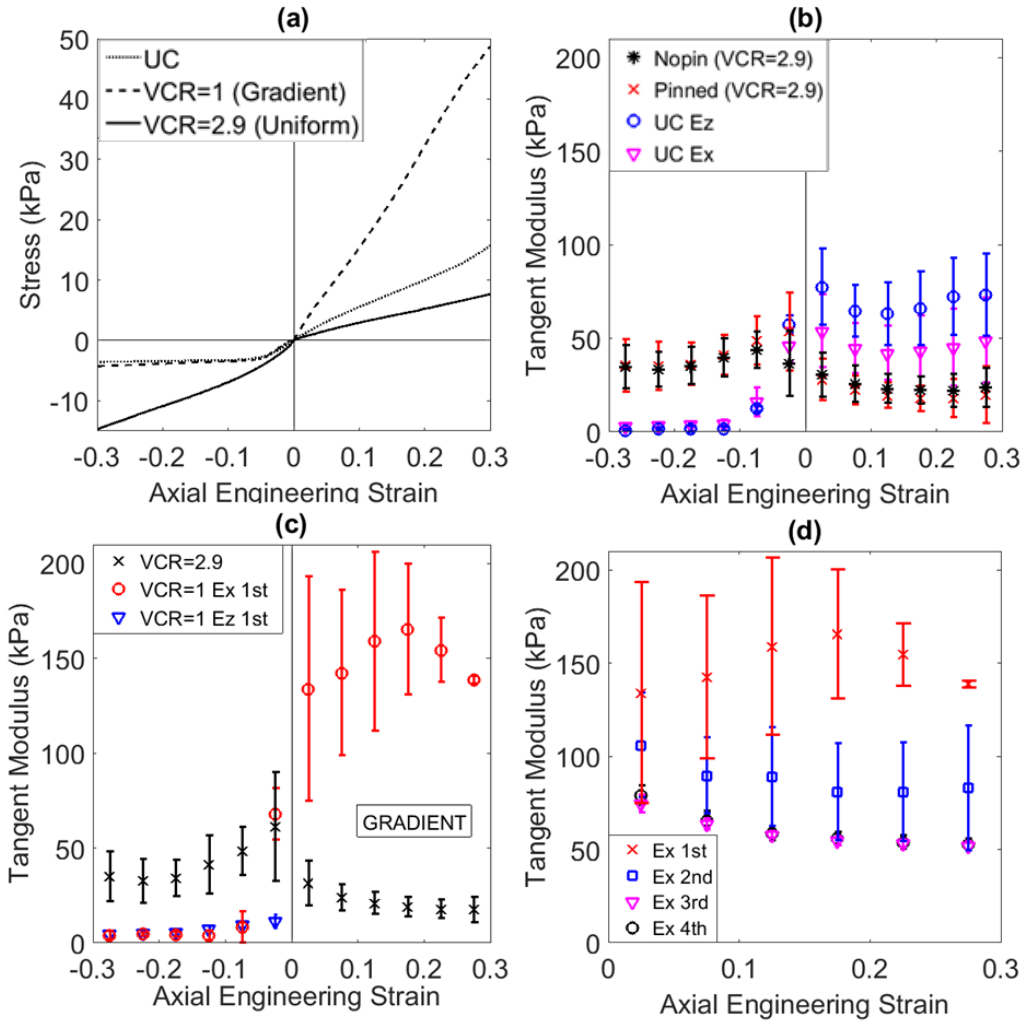 (a)
50
40
30
20
10
0
-10
Stress (kPa)
UC
VCR=1 (Gradient)
VCR=2.9 (Uniform)
-0.3 -0.2 -0.1 0 0.1 0.2 0.3
Axial Engineering Strain
(b)
200
150
100
50
0
Tangent Modulus (kPa)
Nopin (VCR=2.9)
Pinned (VCR=2.9)
UC Ez
UC Ex
-0.3 -0.2 -0.1 0 0.1 0.2 0.3
Axial Engineering Strain
(c)
200
150
100
50
0
Tangent Modulus (kPa)
VCR=2.9
VCR=1 Ex 1st
VCR=1 Ez 1st
GRADIENT
-0.3 -0.2 -0.1 0 0.1 0.2 0.3
Axial Engineering Strain
(d)
200
150
100
50
0
Tangent Modulus (kPa)
Ex 1st
Ex 2nd
Ex 3rd
Ex 4th
0 0.1 0.2 0.3
Axial Engineering Strain